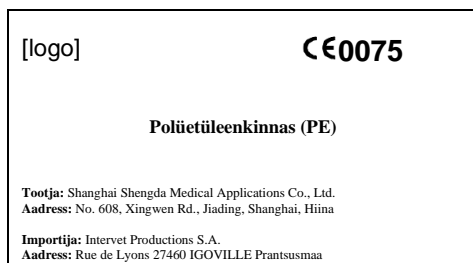 [logo]
CE0075
Polüetüleenkinnas (PE)
Tootja: Shanghai Shengda Medical Applications Co., Ltd.
Aadress: No. 608, Xingwen Rd., Jiading, Shanghai, Hiina
Importija: Intervet Productions S.A.
Aadress: Rue de Lyons 27460 IGOVILLE Prantsusmaa